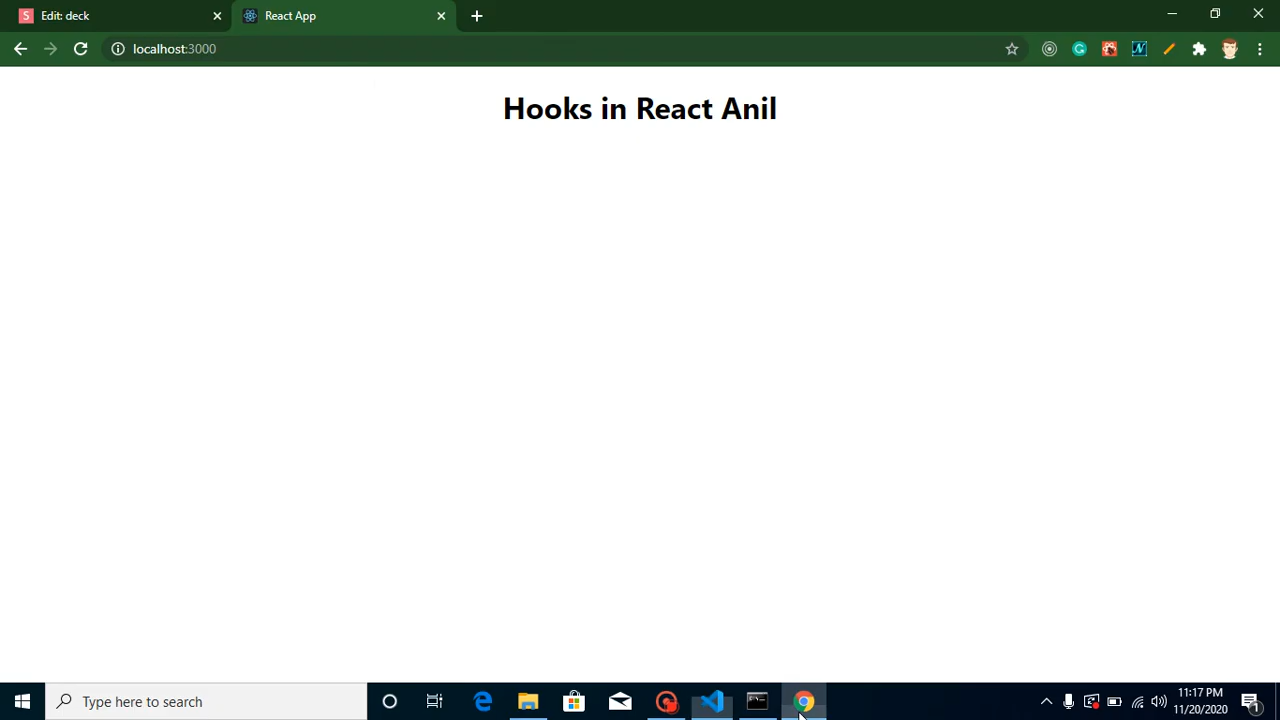 Edit: deck
React App
localhost:3000
Hooks in React Anil
Type here to search
11:17 PM
11/20/2020
1